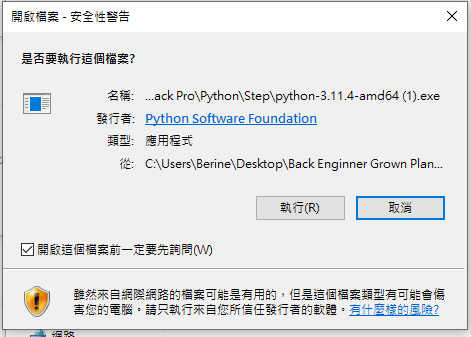 開啟檔案 - 安全性警告
是否要執行這個檔案?
名稱: ...ack Pro\Python\Step\python-3.11.4-amd64 (1).exe
發行者: Python Software Foundation
類型: 應用程式
從: C:\Users\Berine\Desktop\Back Enginner Grown Plan...
執行(R) 取消
開啟這個檔案前一定要先詢問(W)
雖然來自網際網路的檔案可能是有用的，但是這個檔案類型有可能會傷
害您的電腦。請只執行來自您所信任發行者的軟體。有什麼樣的風險?